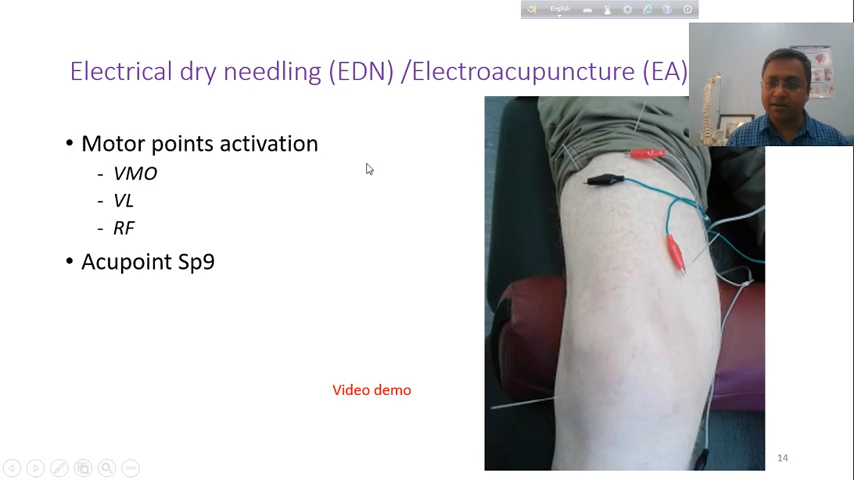 English
Electrical dry needling (EDN) /Electroacupuncture (EA)
• Motor points activation
- VMO
- VL
- RF
• Acupoint Sp9
Video demo
14